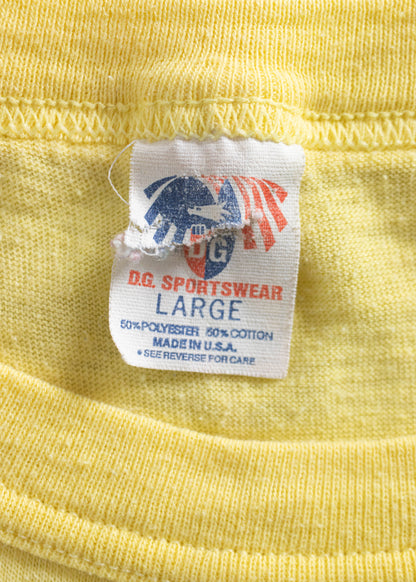 DG
D.G. SPORTSWEAR
LARGE
50% POLYESTER 50% COTTON
MADE IN U.S.A.
• SEE REVERSE FOR CARE